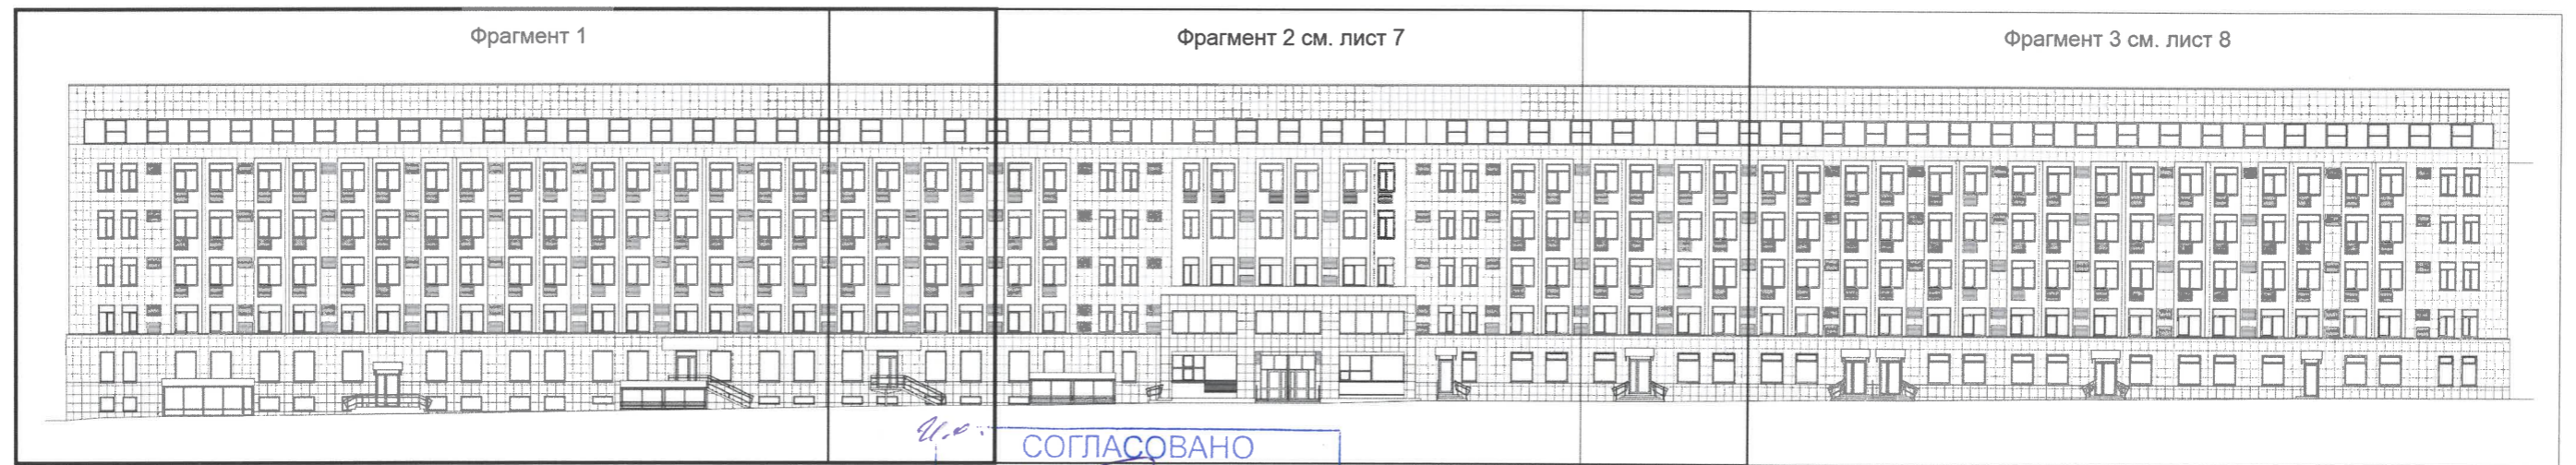 Фрагмент 1
Фрагмент 2 см. лист 7
Фрагмент 3 см. лист 8
И.о.
СОГЛАСОВАНО